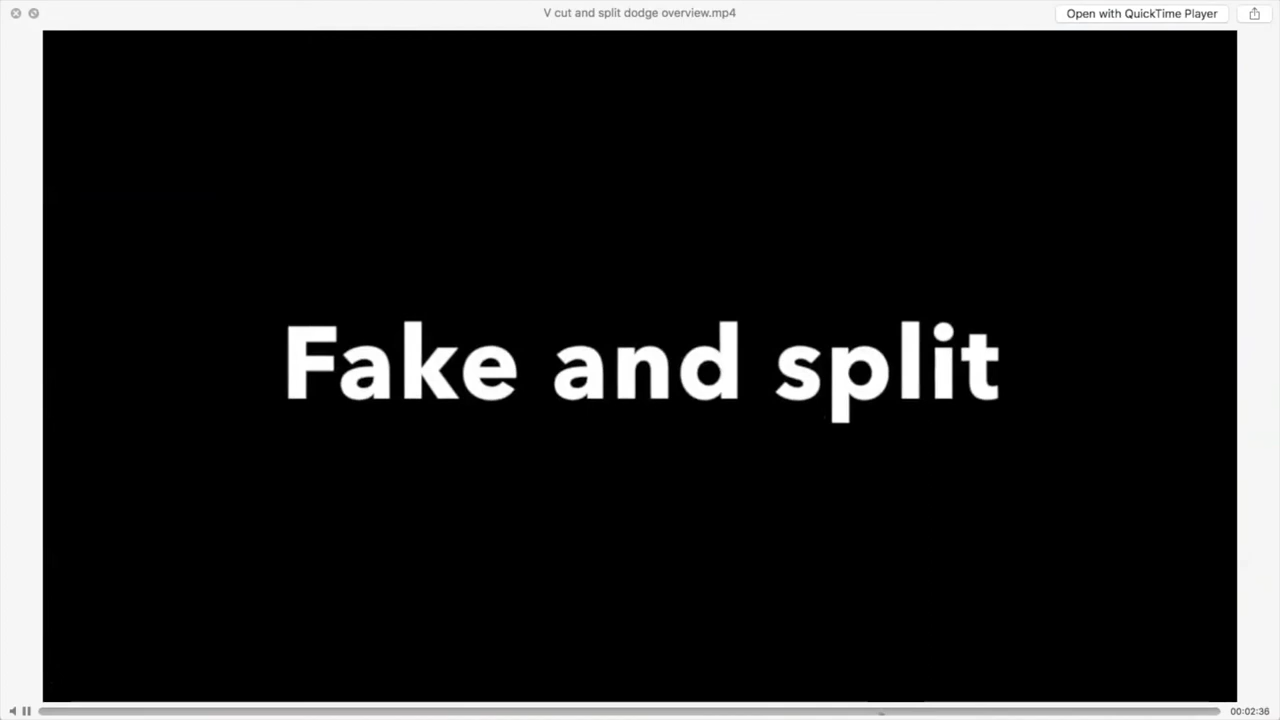 V cut and split dodge overview.mp4
Open with QuickTime Player
Fake and split
00:02:36